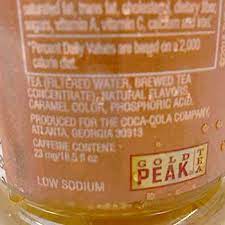 saturated fat, trans fat, cholesterol, dietary fiber,
vitamin A, vitamin C, calcium and iron.
*Percent Daily Values are based on a 2,000
calorie diet.
TEA (FILTERED WATER, BREWED TEA
CONCENTRATE), NATURAL FLAVORS,
CARAMEL COLOR, PHOSPHORIC ACID.
PRODUCED FOR THE COCA-COLA COMPANY,
ATLANTA, GEORGIA 30313
CAFFEINE CONTENT:
23 mg/18.5 fl oz
LOW SODIUM
GOLD
PEAK
TEA